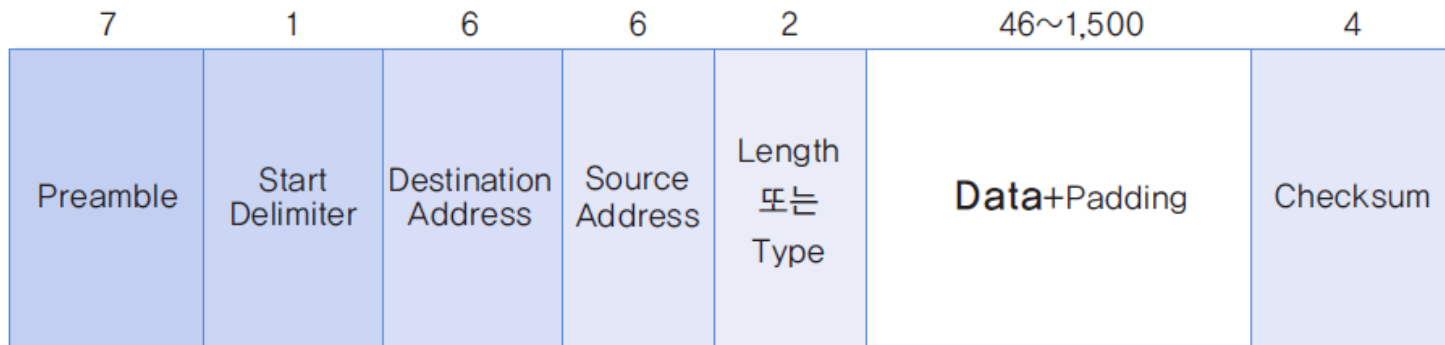 7 1 6 6 2 46~1,500 4
Preamble
Start
Delimiter
Destination
Address
Source
Address
Length
또는
Type
Data+Padding
Checksum